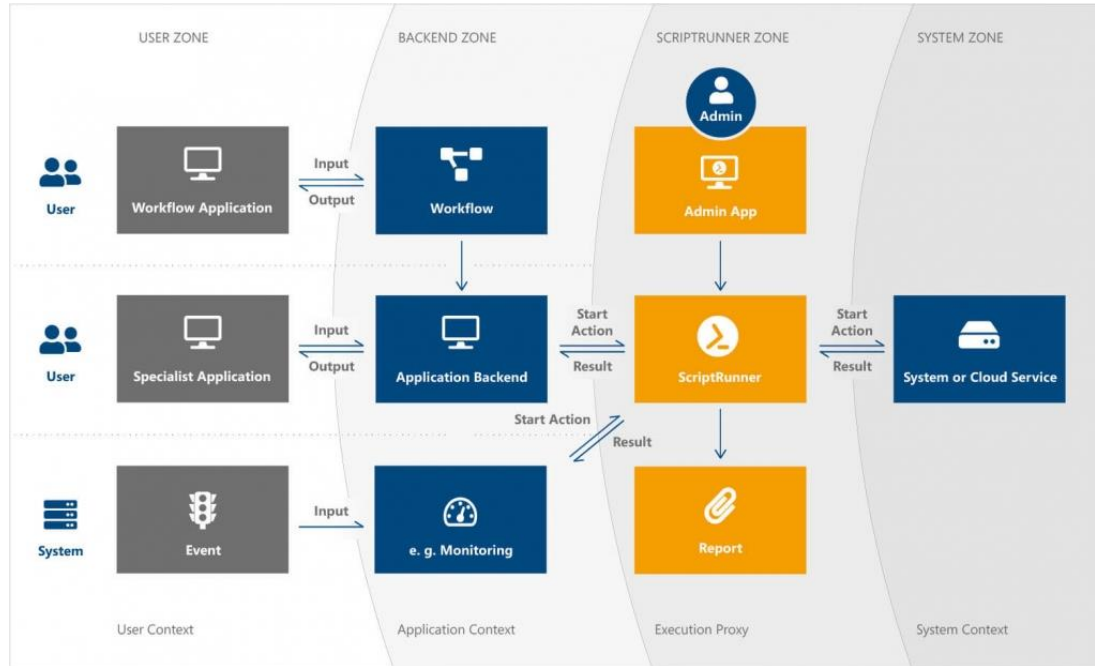 USER ZONE
BACKEND ZONE
SCRIPTRUNNER ZONE
SYSTEM ZONE
Admin
User
Workflow Application
Input
Output
Workflow
Admin App
User
Specialist Application
Input
Output
Application Backend
Start
Action
Result
ScriptRunner
Start
Action
Result
System or Cloud Service
Start Action
Result
System
Event
Input
e. g. Monitoring
Report
User Context
Application Context
Execution Proxy
System Context